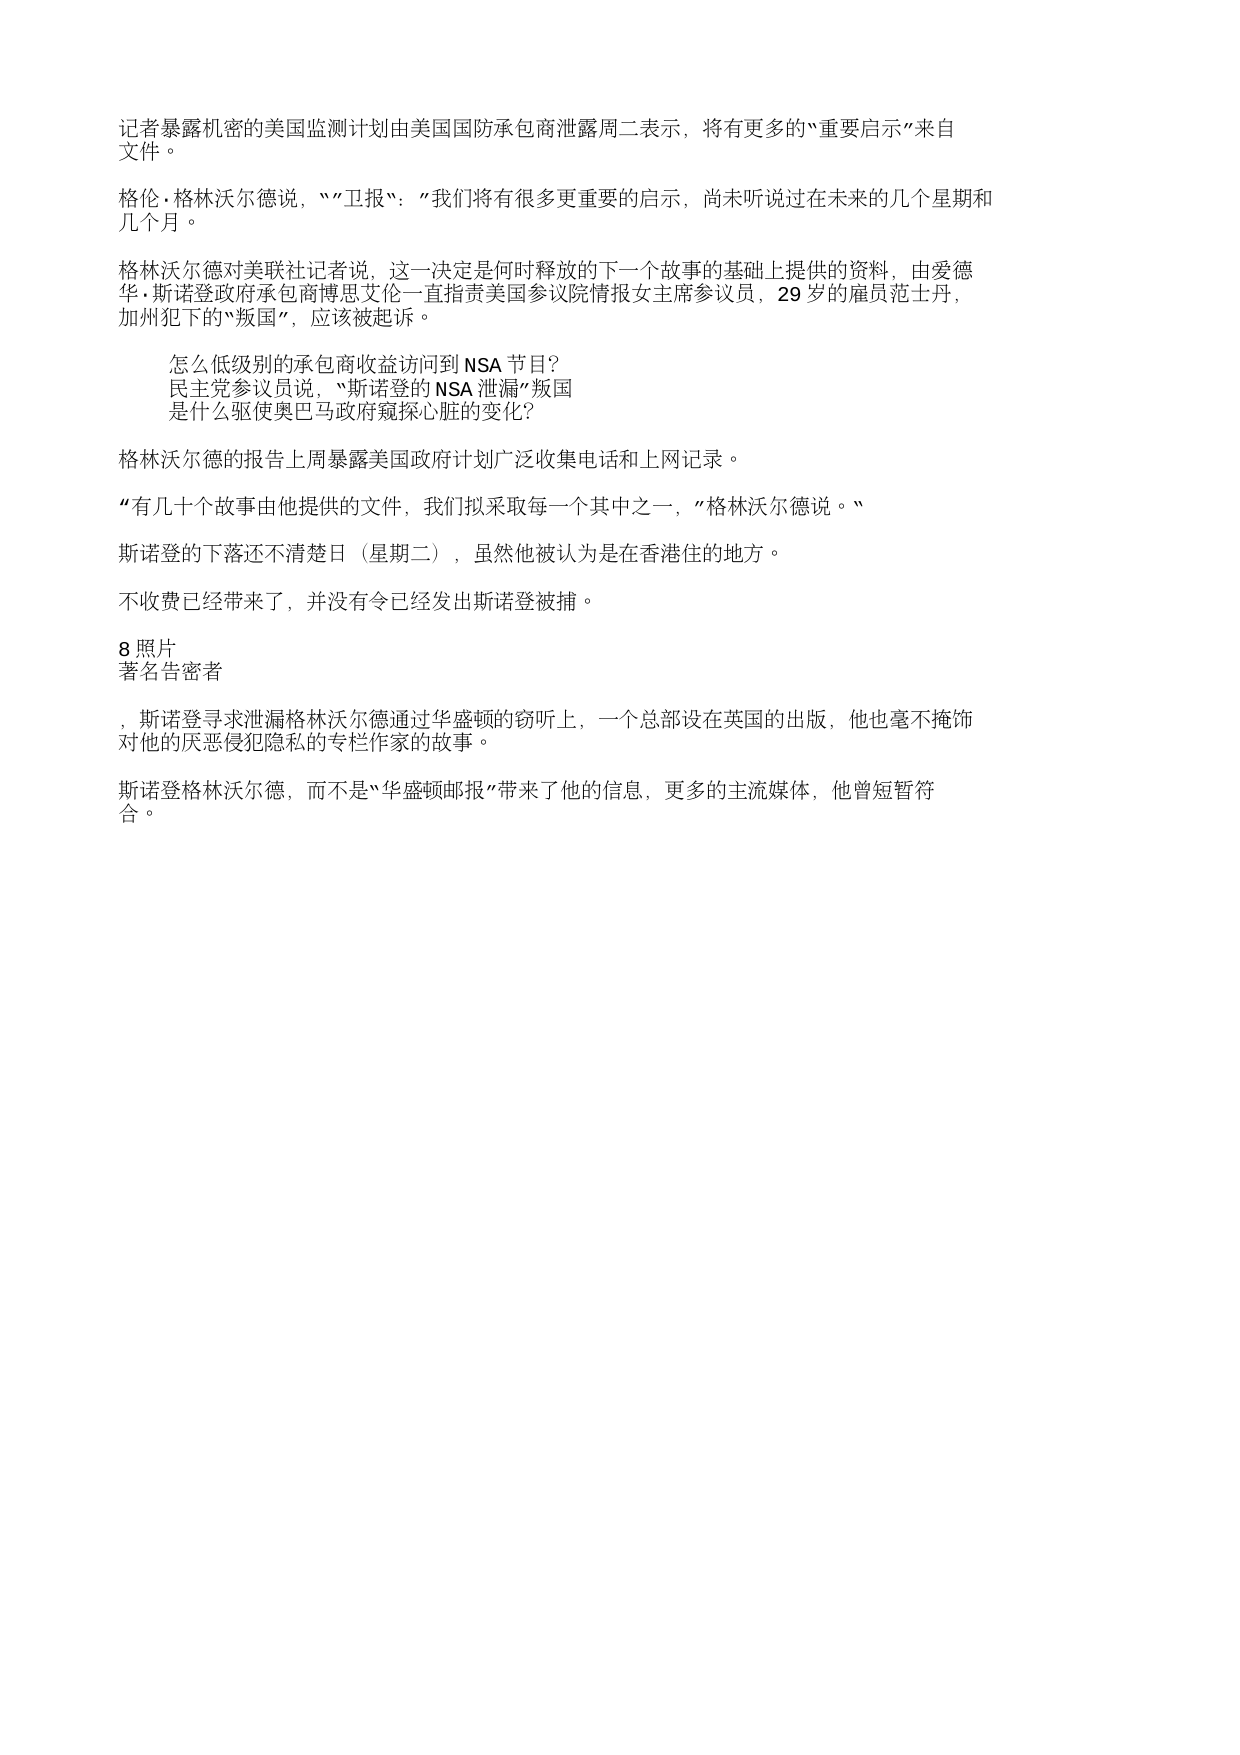 记者暴露机密的美国监测计划由美国国防承包商泄露周二表示，将有更多的“重要启示”来自
文件。
格伦·格林沃尔德说，“”卫报“：”我们将有很多更重要的启示，尚未听说过在未来的几个星期和
几个月。
格林沃尔德对美联社记者说，这一决定是何时释放的下一个故事的基础上提供的资料，由爱德
华·斯诺登政府承包商博思艾伦一直指责美国参议院情报女主席参议员，29 岁的雇员范士丹，
加州犯下的“叛国”，应该被起诉。
怎么低级别的承包商收益访问到 NSA 节目？
民主党参议员说，“斯诺登的 NSA 泄漏”叛国
是什么驱使奥巴马政府窥探心脏的变化？
格林沃尔德的报告上周暴露美国政府计划广泛收集电话和上网记录。
“有几十个故事由他提供的文件，我们拟采取每一个其中之一，”格林沃尔德说。“
斯诺登的下落还不清楚日（星期二），虽然他被认为是在香港住的地方。
不收费已经带来了，并没有令已经发出斯诺登被捕。
8 照片
著名告密者
，斯诺登寻求泄漏格林沃尔德通过华盛顿的窃听上，一个总部设在英国的出版，他也毫不掩饰
对他的厌恶侵犯隐私的专栏作家的故事。
斯诺登格林沃尔德，而不是“华盛顿邮报”带来了他的信息，更多的主流媒体，他曾短暂符
合。